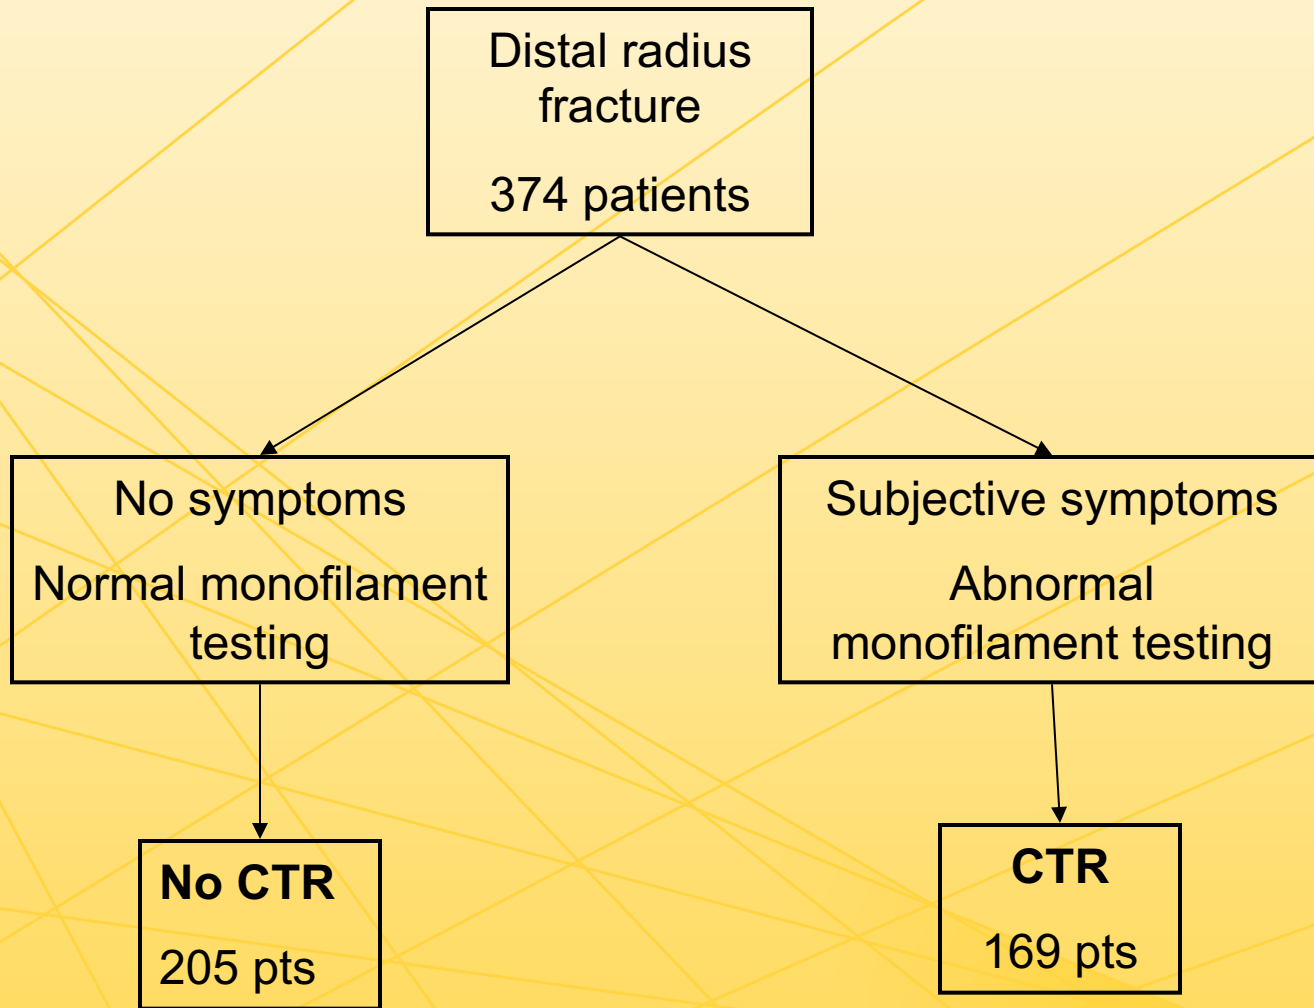 Distal radius
fracture
374 patients
No symptoms
Normal monofilament
testing
Subjective symptoms
Abnormal
monofilament testing
No CTR
205 pts
CTR
169 pts